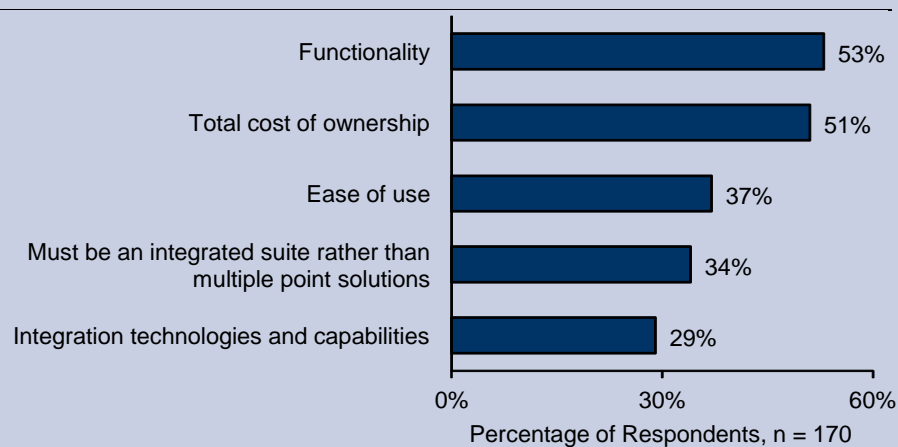 Functionality
53%
Total cost of ownership
51%
Ease of use
37%
Must be an integrated suite rather than
multiple point solutions
34%
Integration technologies and capabilities
29%
0%
30%
60%
Percentage of Respondents, n = 170